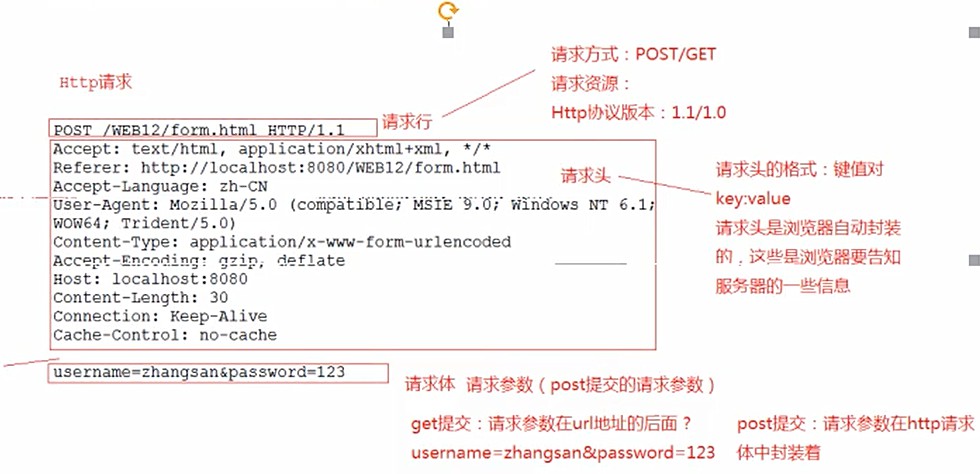 Http请求
请求方式：POST/GET
请求资源：
Http协议版本：1.1/1.0
请求行
POST /WEB12/form.html HTTP/1.1
Accept: text/html, application/xhtml+xml, */*
Referer: http://localhost:8080/WEB12/form.html
Accept-Language: zh-CN
User-Agent: Mozilla/5.0 (compatible; MSIE 9.0; Windows NT 6.1;
WOW64; Trident/5.0)
Content-Type: application/x-www-form-urlencoded
Accept-Encoding: gzip, deflate
Host: localhost:8080
Content-Length: 30
Connection: Keep-Alive
Cache-Control: no-cache
请求头
请求头的格式：键值对
key:value
请求头是浏览器自动封装
的，这些是浏览器要告知
服务器的一些信息
username=zhangsan&password=123
请求体 请求参数（post提交的请求参数）
get提交：请求参数在url地址的后面？
username=zhangsan&password=123
post提交：请求参数在http请求
体中封装着